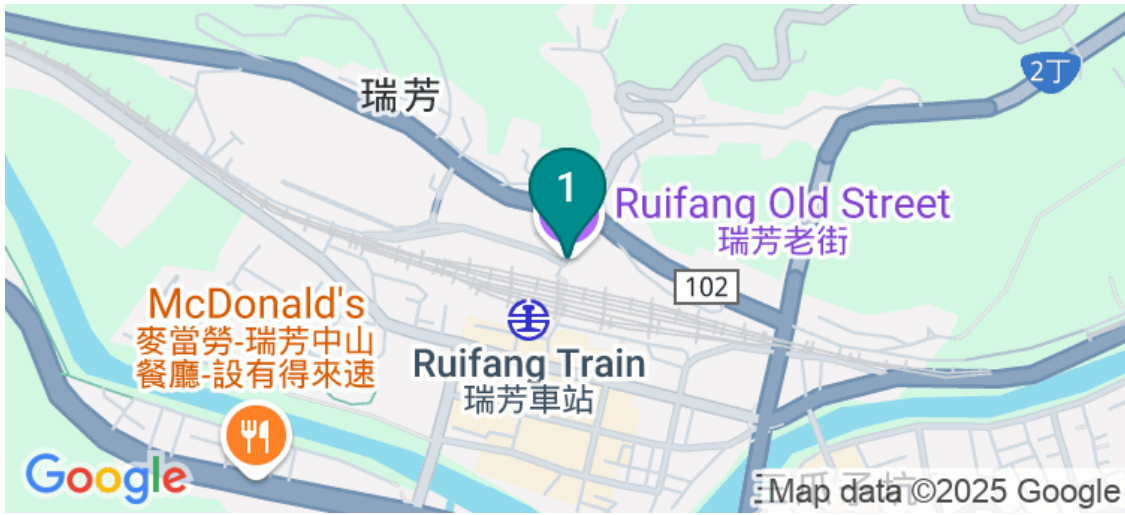 2丁
瑞芳
1
Ruifang Old Street
瑞芳老街
102
McDonald's
麥當勞-瑞芳中山
餐廳-設有得來速
Ruifang Train
瑞芳車站
Google
Map data ©2025 Google